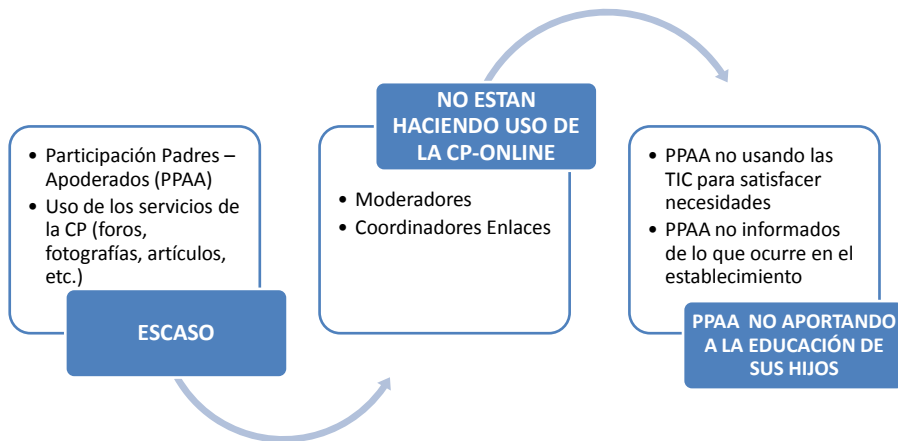 • Participación Padres –
Apoderados (PPAA)
• Uso de los servicios de
la CP (foros,
fotografías, artículos,
etc.)
ESCASO
NO ESTAN
HACIENDO USO DE
LA CP-ONLINE
• Moderadores
• Coordinadores Enlaces
• PPAA no usando las
TIC para satisfacer
necesidades
• PPAA no informados
de lo que ocurre en el
establecimiento
PPAA NO APORTANDO
A LA EDUCACIÓN DE
SUS HIJOS